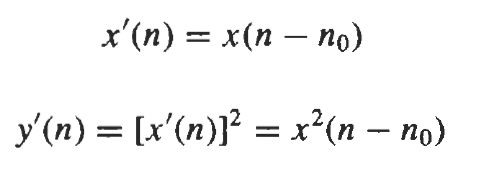 x′(n) = x(n − n₀)
y′(n) = [x′(n)]² = x²(n − n₀)